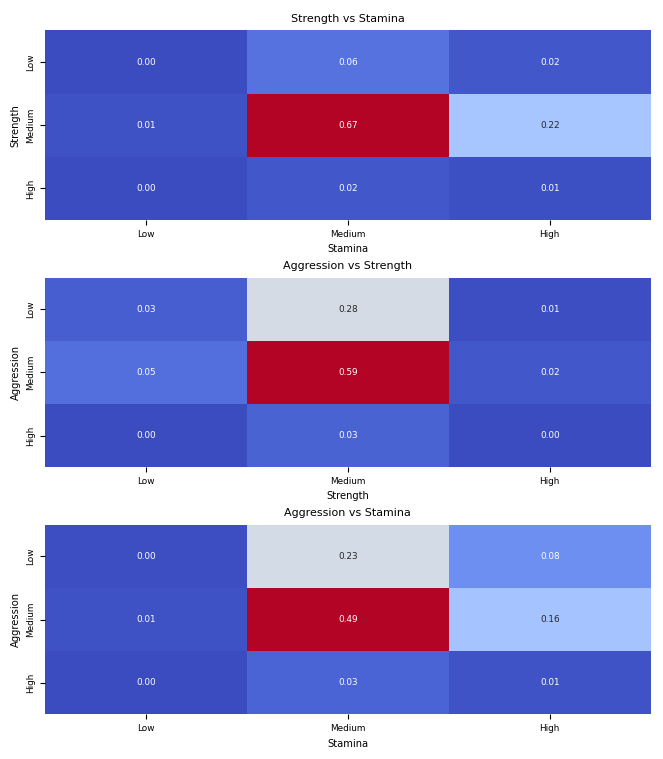 Strength vs Stamina
Strength
Low 0.00 0.06 0.02
Medium 0.01 0.67 0.22
High 0.00 0.02 0.01
Low Medium High
Stamina
Aggression vs Strength
Aggression
Low 0.03 0.28 0.01
Medium 0.05 0.59 0.02
High 0.00 0.03 0.00
Low Medium High
Strength
Aggression vs Stamina
Aggression
Low 0.00 0.23 0.08
Medium 0.01 0.49 0.16
High 0.00 0.03 0.01
Low Medium High
Stamina